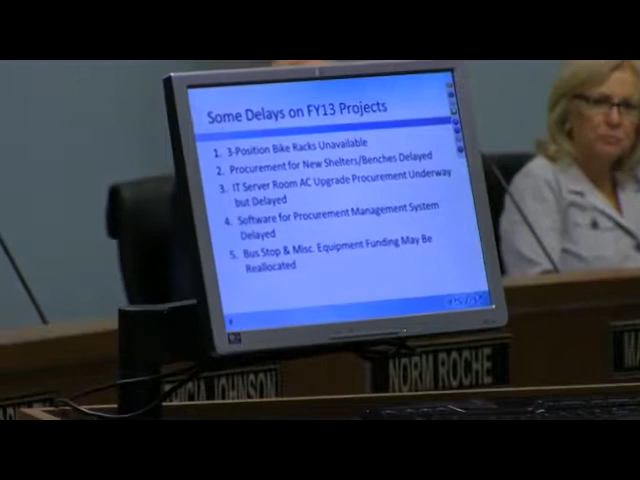 Some Delays on FY13 Projects
1. 3-Position Bike Racks Unavailable
2. Procurement for New Shelters/Benches Delayed
3. IT Server Room AC Upgrade Procurement Underway
but Delayed
4. Software for Procurement Management System
Delayed
5. Bus Stop & Misc. Equipment Funding May Be
Reallocated
JOHNSON
NORM ROCHE